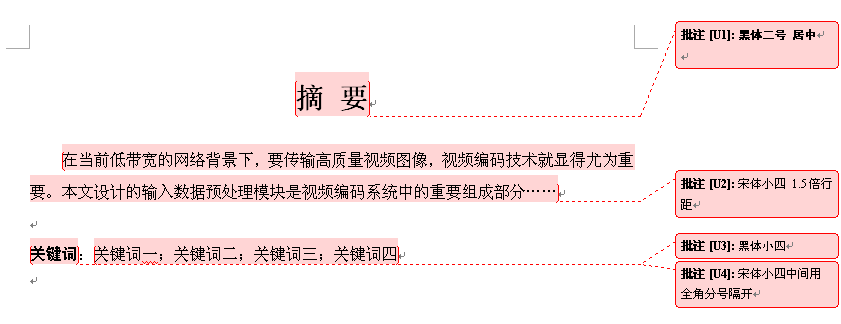 批注 [U1]: 黑体二号 居中
摘 要
在当前低带宽的网络背景下，要传输高质量视频图像，视频编码技术就显得尤为重
要。本文设计的输入数据预处理模块是视频编码系统中的重要组成部分……
批注 [U2]: 宋体小四 1.5倍行
距
关键词：关键词一；关键词二；关键词三；关键词四
批注 [U3]: 黑体小四
批注 [U4]: 宋体小四中间用
全角分号隔开